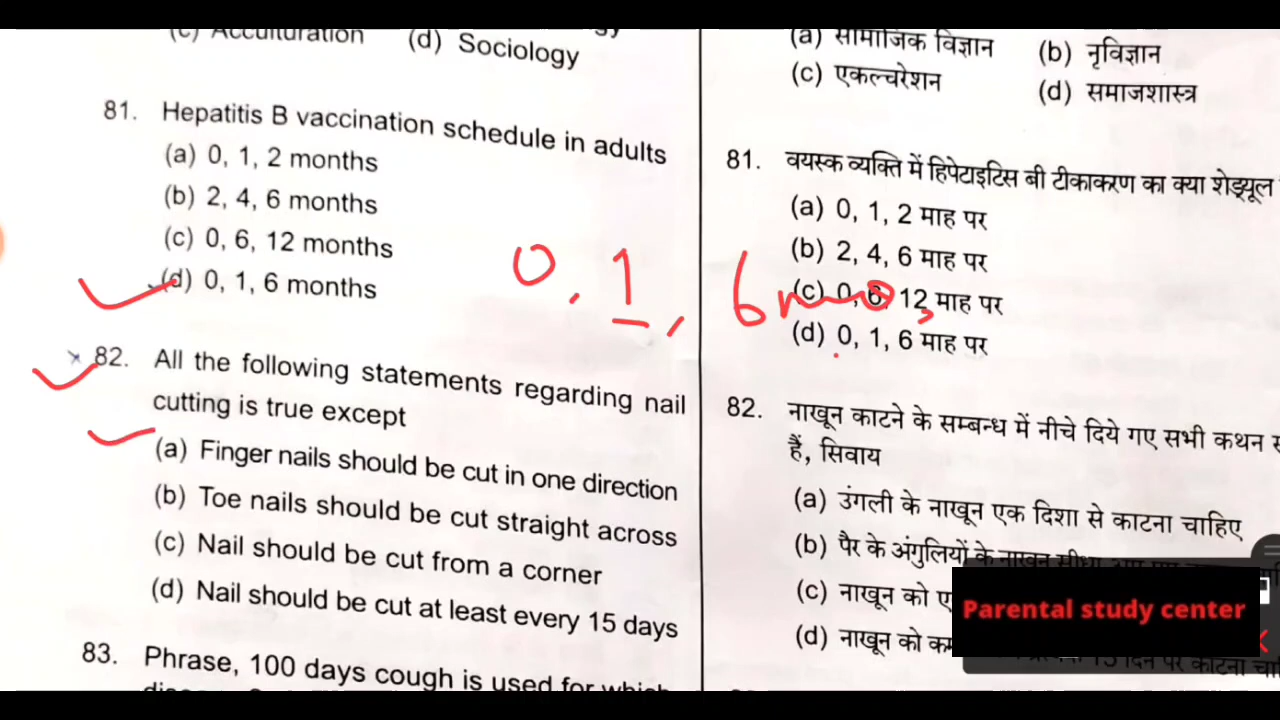 (c) Acculturation (d) Sociology
81. Hepatitis B vaccination schedule in adults
(a) 0, 1, 2 months
(b) 2, 4, 6 months
(c) 0, 6, 12 months
(d) 0, 1, 6 months
0, 1, 6mo
82. All the following statements regarding nail
cutting is true except
(a) Finger nails should be cut in one direction
(b) Toe nails should be cut straight across
(c) Nail should be cut from a corner
(d) Nail should be cut at least every 15 days
83. Phrase, 100 days cough is used for which
(a) सामाजिक विज्ञान (b) नृविज्ञान
(c) एकल्चरेशन (d) समाजशास्त्र
81. वयस्क व्यक्ति में हिपेटाइटिस बी टीकाकरण का क्या शेड्यूल
(a) 0, 1, 2 माह पर
(b) 2, 4, 6 माह पर
(c) 0, 6, 12 माह पर
(d) 0, 1, 6 माह पर
82. नाखून काटने के सम्बन्ध में नीचे दिये गए सभी कथन
हैं, सिवाय
(a) उंगली के नाखून एक दिशा से काटना चाहिए
(b) पैर के अंगुलियों के नाखून सीधा
(c) नाखून को
(d) नाखून को 15 दिन पर काटना
Parental study center